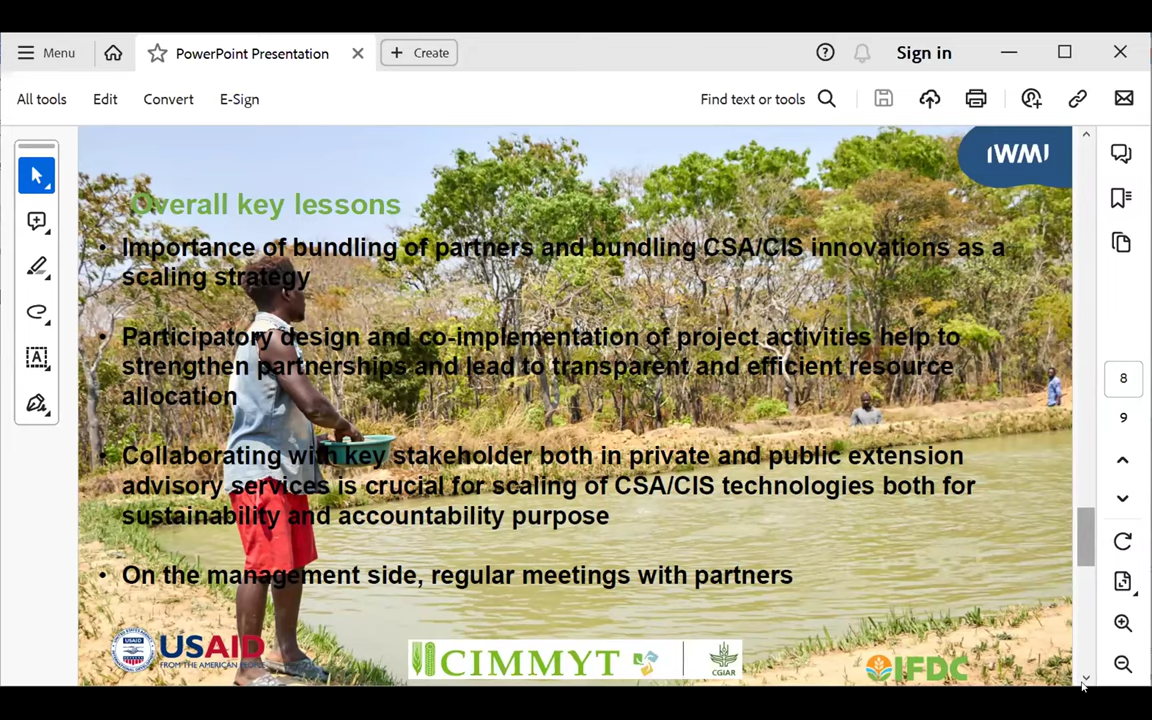 Menu
PowerPoint Presentation
Create
Sign in
All tools
Edit
Convert
E-Sign
Find text or tools
IWMI
Overall key lessons
• Importance of bundling of partners and bundling CSA/CIS innovations as a
scaling strategy
• Participatory design and co-implementation of project activities help to
strengthen partnerships and lead to transparent and efficient resource
allocation
• Collaborating with key stakeholder both in private and public extension
advisory services is crucial for scaling of CSA/CIS technologies both for
sustainability and accountability purpose
• On the management side, regular meetings with partners
8
9
USAID
FROM THE AMERICAN PEOPLE
CIMMYT
CGIAR
IFDC